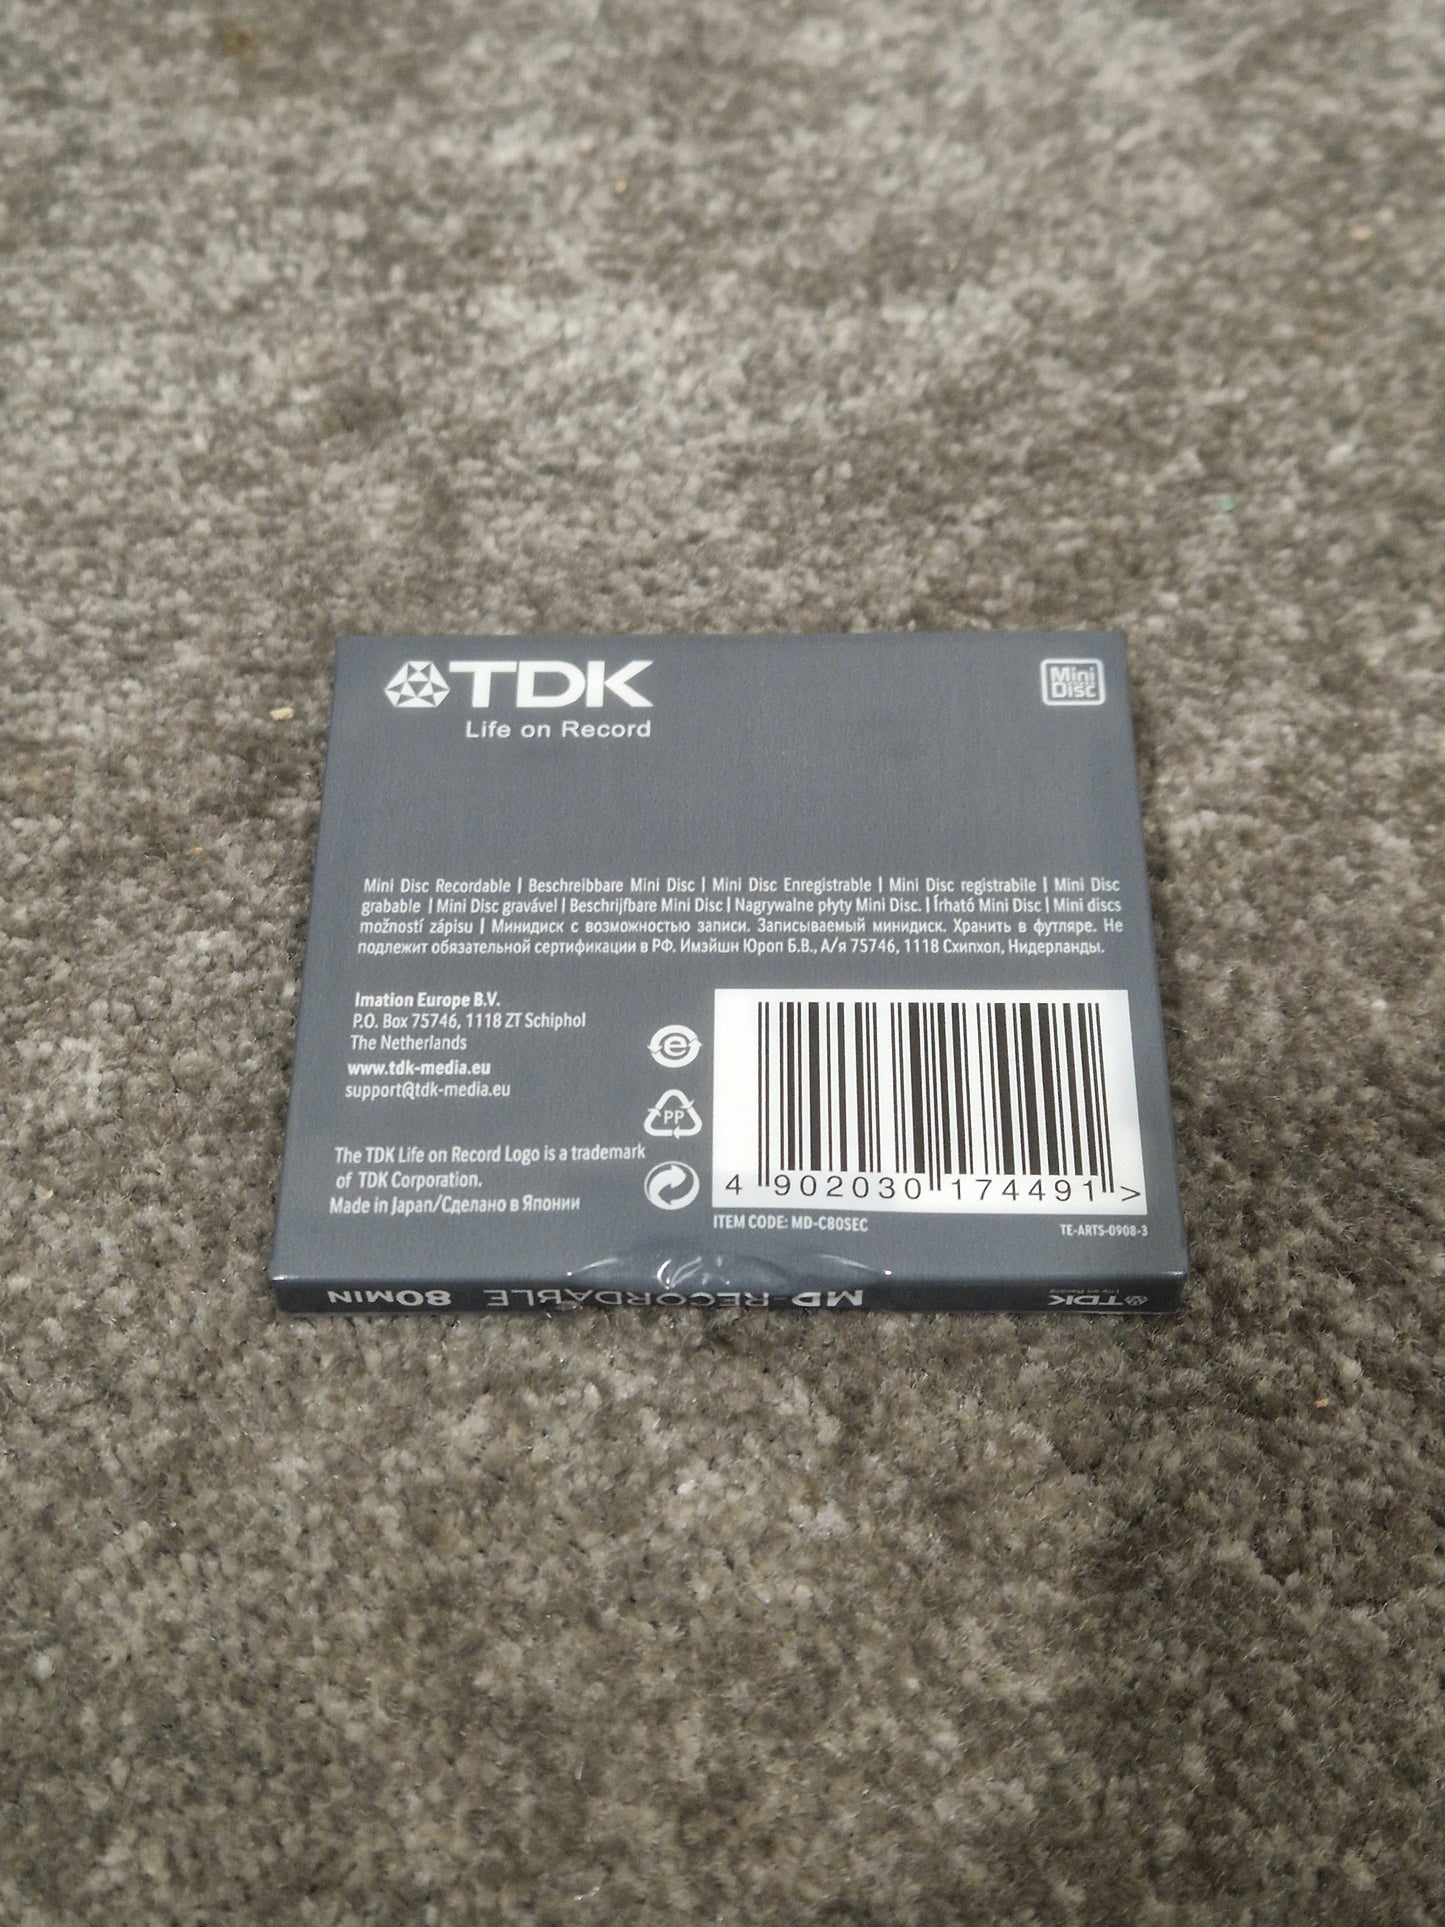 TDK
Life on Record
Mini
Disc
Mini Disc Recordable | Beschreibbare Mini Disc | Mini Disc Enregistrable | Mini Disc registrabile | Mini Disc
grabable | Mini Disc gravável | Beschrijfbare Mini Disc | Nagrywalne płyty Mini Disc. | Írható Mini Disc | Mini discs
možností zápisu | Минидиск с возможностью записи. Записываемый минидиск. Хранить в футляре. Не
подлежит обязательной сертификации в РФ. Имэйшн Юроп Б.В., А/я 75746, 1118 Схипхол, Нидерланды.
Imation Europe B.V.
P.O. Box 75746, 1118 ZT Schiphol
The Netherlands
www.tdk-media.eu
support@tdk-media.eu
The TDK Life on Record Logo is a trademark
of TDK Corporation.
Made in Japan/Сделано в Японии
e
PP
4 902030 174491 >
ITEM CODE: MD-C80SEC
TE-ARTS-0908-3
TDK
Life on Record
MD-RECORDABLE 80MIN